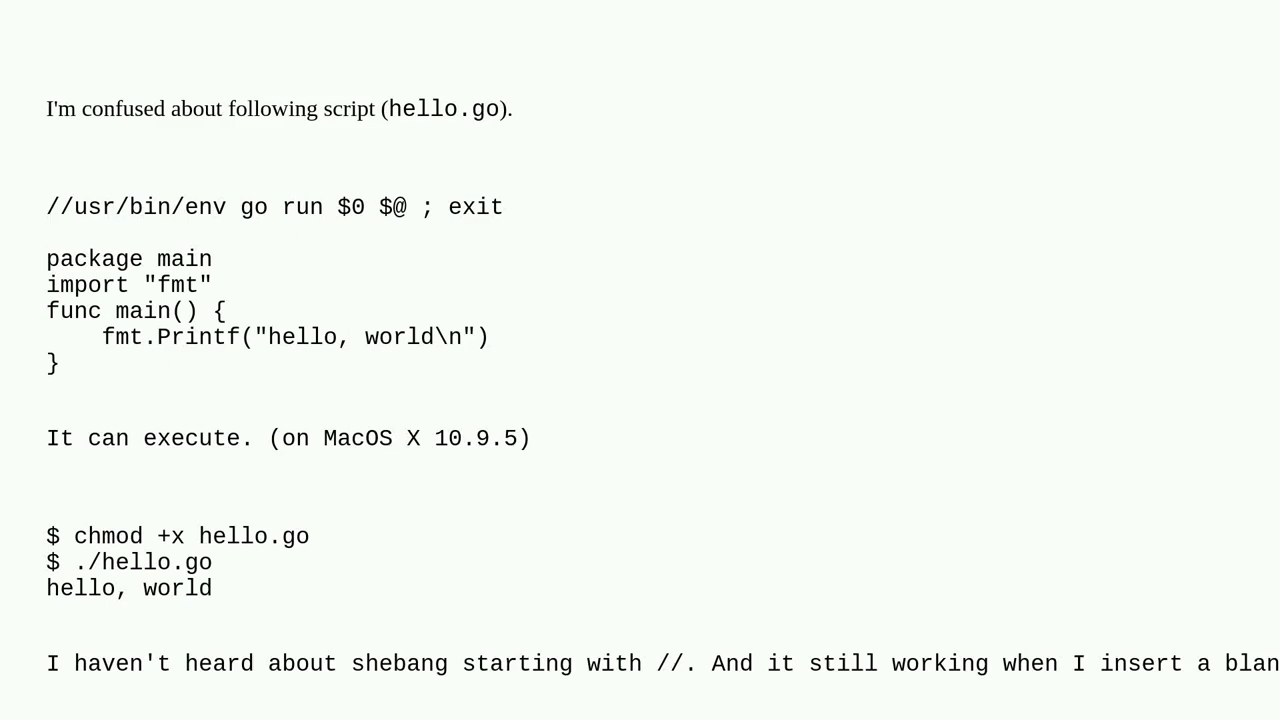 I'm confused about following script (hello.go).
//usr/bin/env go run $0 $@ ; exit
package main
import "fmt"
func main() {
    fmt.Printf("hello, world\n")
}
It can execute. (on MacOS X 10.9.5)
$ chmod +x hello.go
$ ./hello.go
hello, world
I haven't heard about shebang starting with //. And it still working when I insert a blan